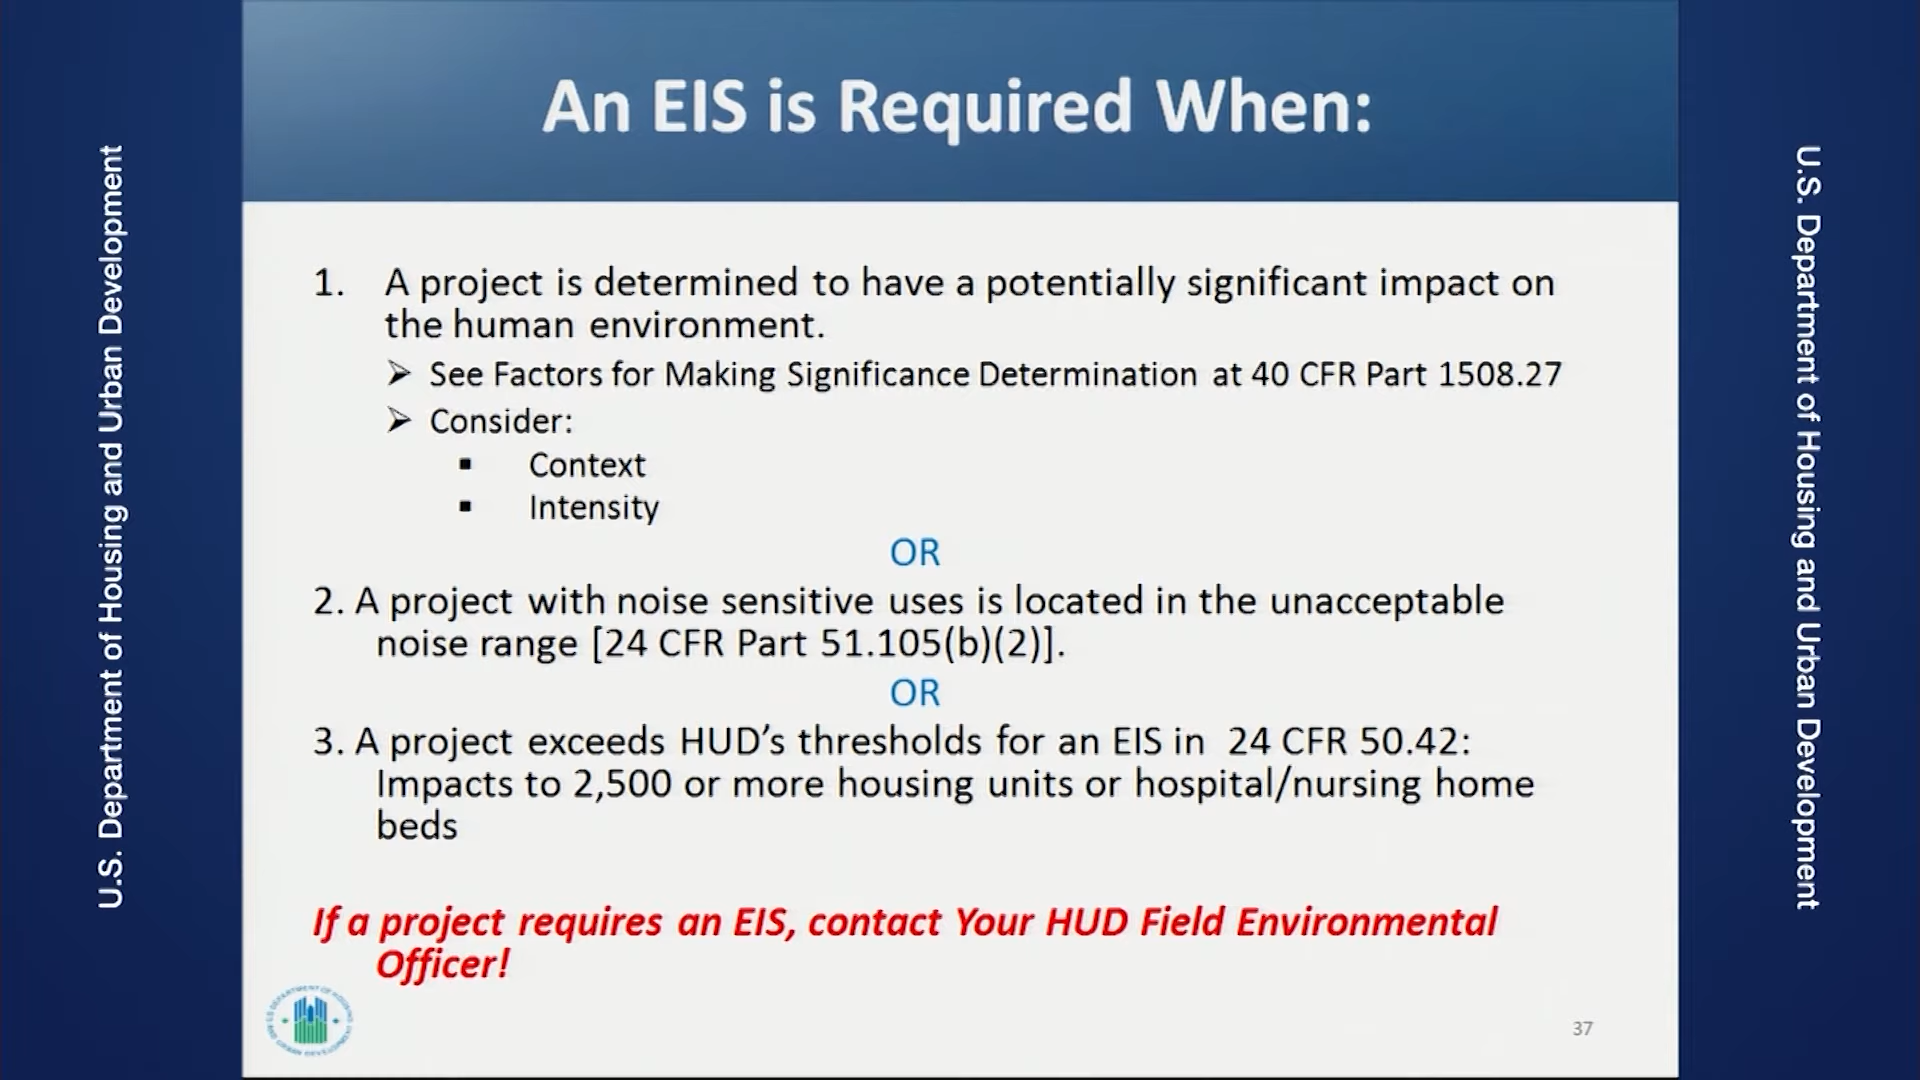 An EIS is Required When:
1. A project is determined to have a potentially significant impact on
the human environment.
➢ See Factors for Making Significance Determination at 40 CFR Part 1508.27
➢ Consider:
▪ Context
▪ Intensity
OR
2. A project with noise sensitive uses is located in the unacceptable
noise range [24 CFR Part 51.105(b)(2)].
OR
3. A project exceeds HUD’s thresholds for an EIS in 24 CFR 50.42:
Impacts to 2,500 or more housing units or hospital/nursing home
beds
If a project requires an EIS, contact Your HUD Field Environmental
Officer!
37
U.S. Department of Housing and Urban Development
U.S. Department of Housing and Urban Development